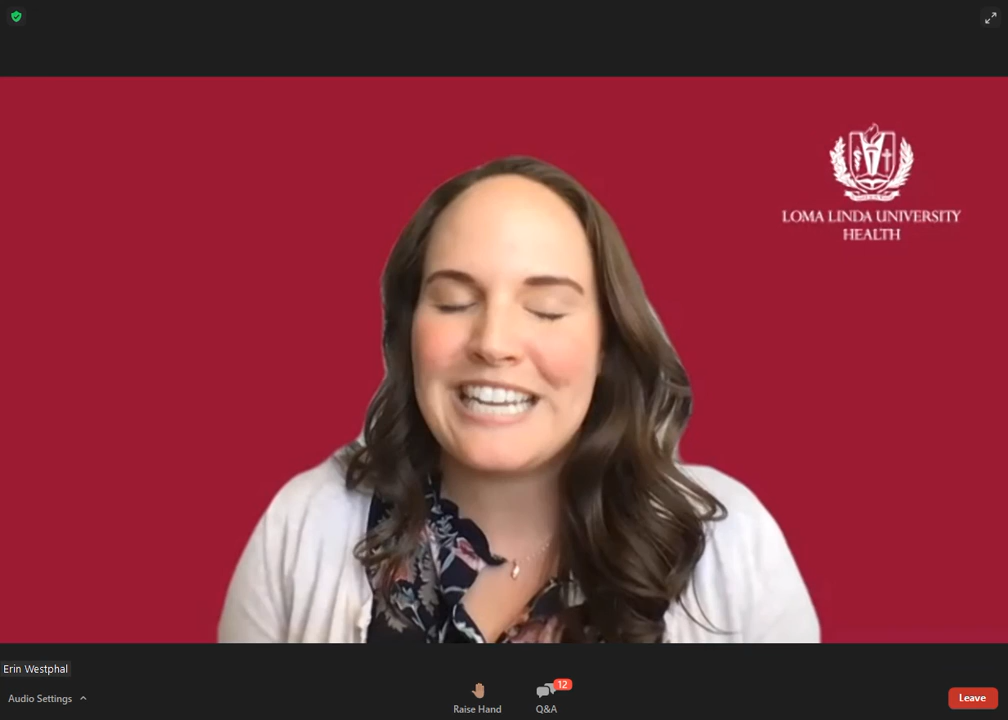 LOMA LINDA UNIVERSITY
HEALTH
Erin Westphal
Audio Settings
Raise Hand
12
Q&A
Leave